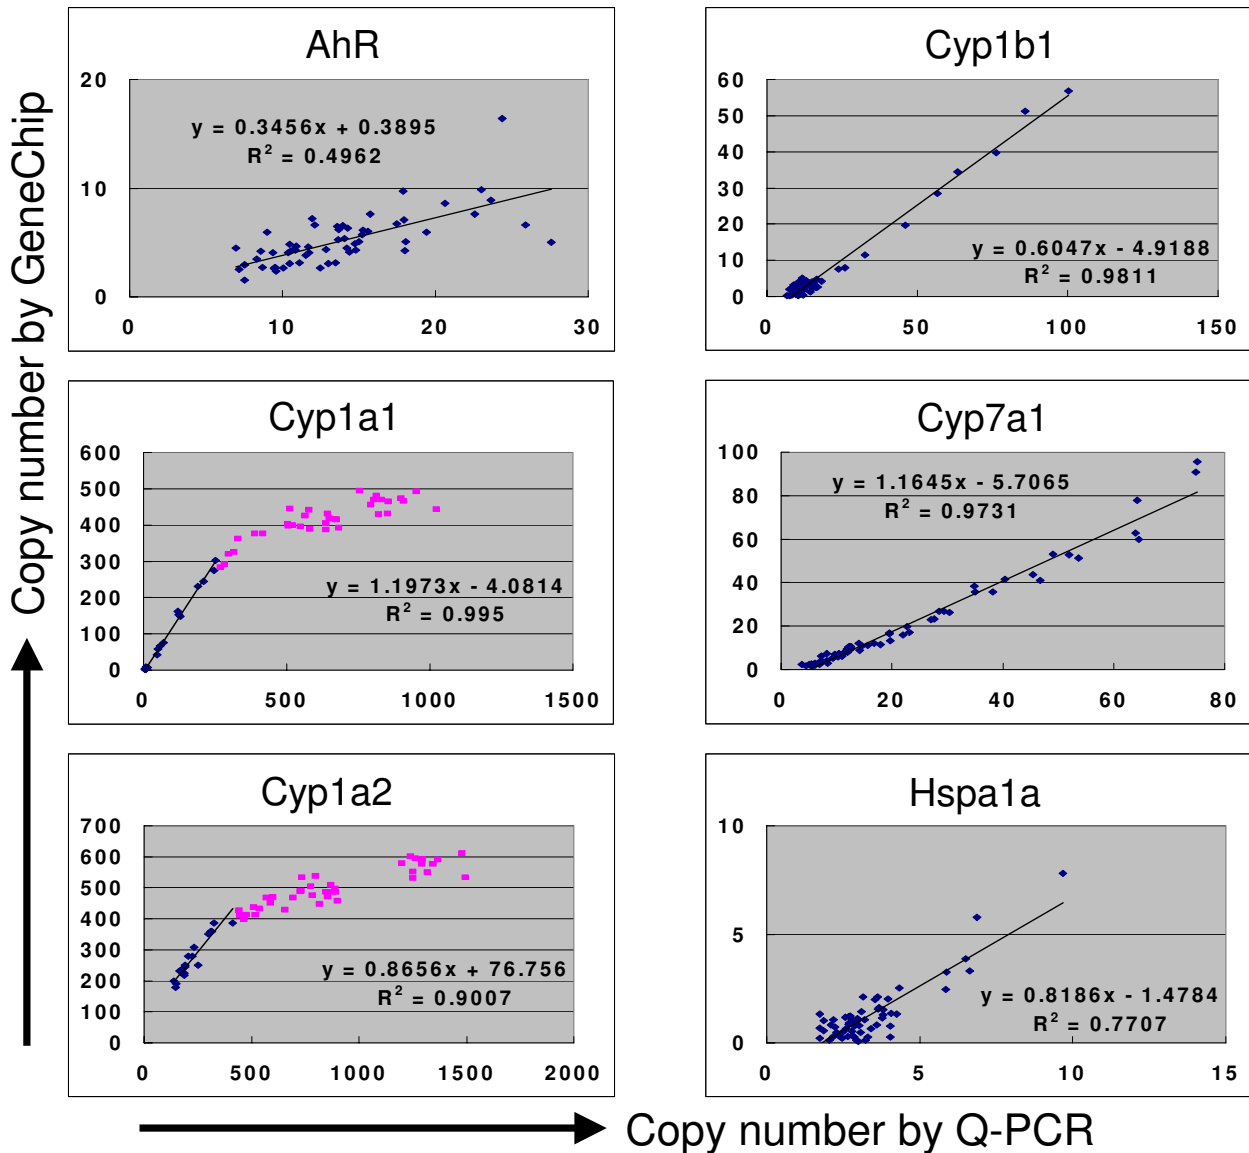 Copy number by GeneChip
AhR
20
10
0
y = 0.3456x + 0.3895
R² = 0.4962
0 10 20 30
Cyp1b1
60
50
40
30
20
10
0
y = 0.6047x - 4.9188
R² = 0.9811
0 50 100 150
Cyp1a1
600
500
400
300
200
100
0
y = 1.1973x - 4.0814
R² = 0.995
0 500 1000 1500
Cyp7a1
100
80
60
40
20
0
y = 1.1645x - 5.7065
R² = 0.9731
0 20 40 60 80
Cyp1a2
700
600
500
400
300
200
100
0
y = 0.8656x + 76.756
R² = 0.9007
0 500 1000 1500 2000
Hspa1a
10
5
0
y = 0.8186x - 1.4784
R² = 0.7707
0 5 10 15
Copy number by Q-PCR